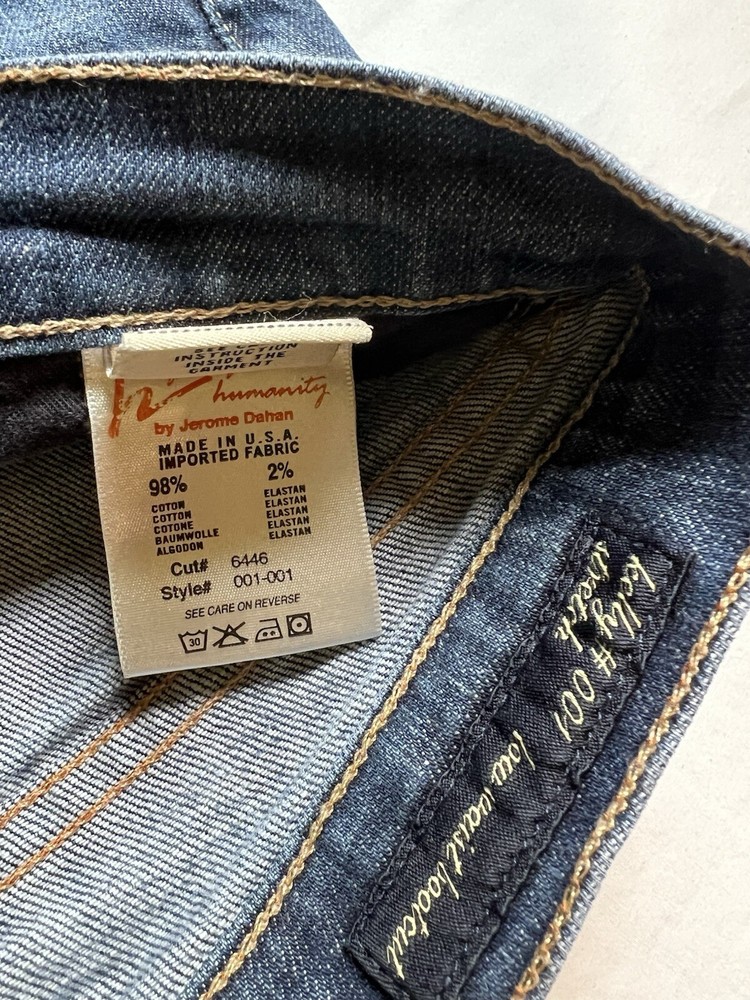 INSTRUCTION
INSIDE THE
GARMENT
humanity
by Jerome Dahan
MADE IN U.S.A.
IMPORTED FABRIC
98% 2%
COTON ELASTAN
COTTON ELASTAN
COTONE ELASTAN
BAUMWOLLE ELASTAN
ALGODON ELASTAN
Cut# 6446
Style# 001-001
SEE CARE ON REVERSE
30
kelly # 001 low waist bootcut
stretch